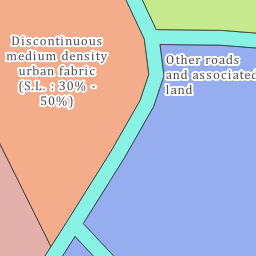 Discontinuous
medium density
urban fabric
(S.L. : 30% -
50%)
Other roads
and associated
land